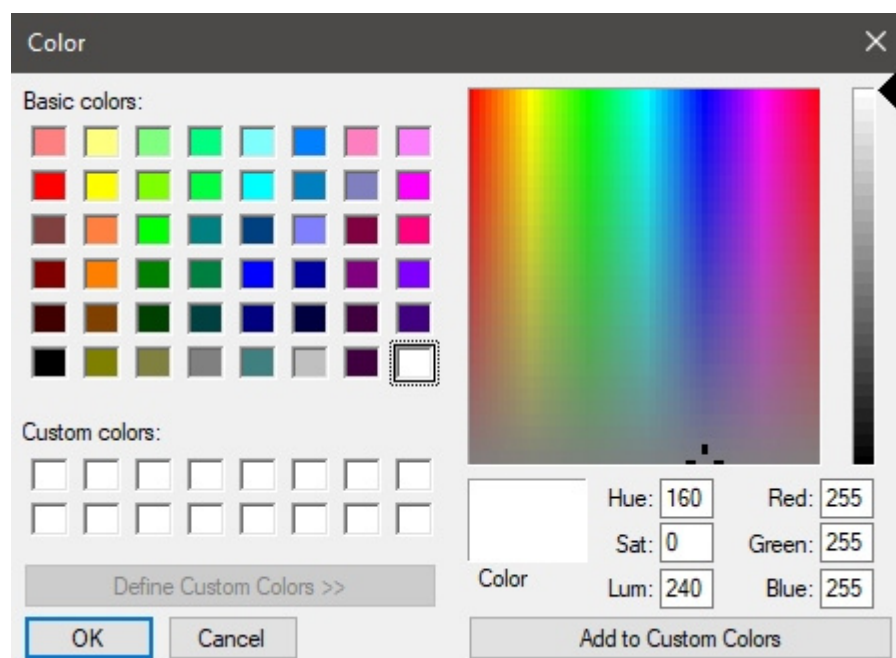 Color
Basic colors:
Custom colors:
Define Custom Colors >>
OK Cancel
Color
Hue: 160 Red: 255
Sat: 0 Green: 255
Lum: 240 Blue: 255
Add to Custom Colors